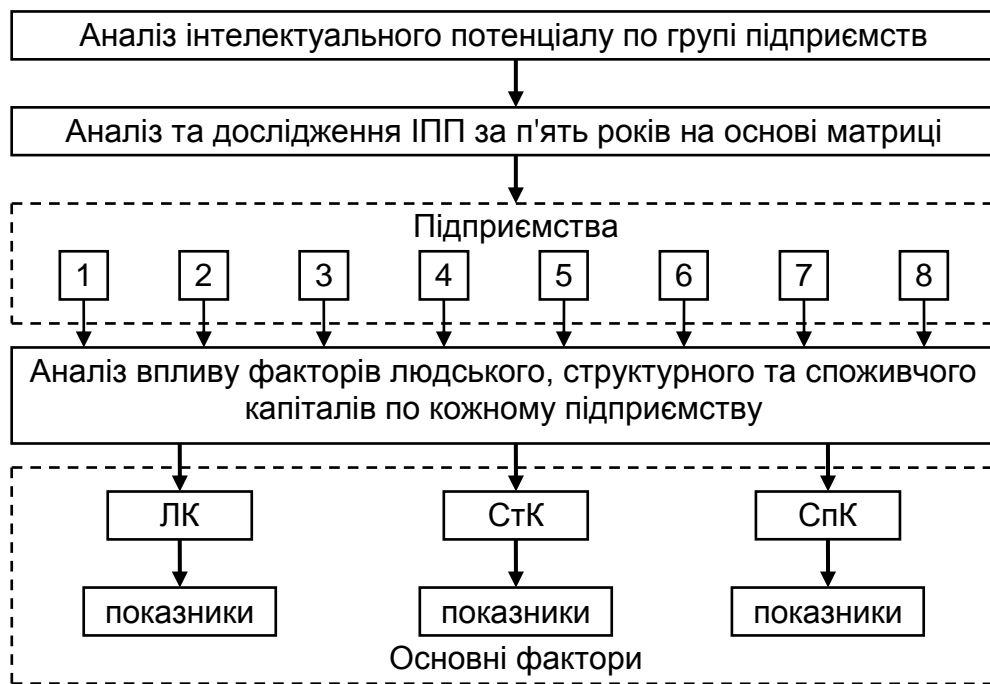 Аналіз інтелектуального потенціалу по групі підприємств
Аналіз та дослідження ІПП за п'ять років на основі матриці
Підприємства
1 2 3 4 5 6 7 8
Аналіз впливу факторів людського, структурного та споживчого
капіталів по кожному підприємству
ЛК СтК СпК
показники показники показники
Основні фактори